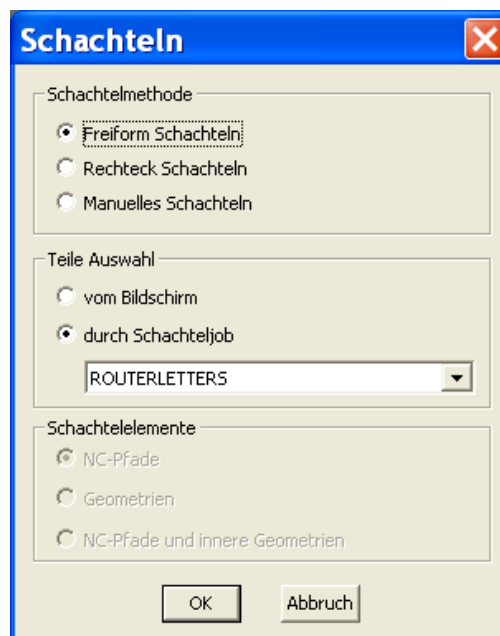 Schachteln
Schachtelmethode
Freiform Schachteln
Rechteck Schachteln
Manuelles Schachteln
Teile Auswahl
vom Bildschirm
durch Schachteljob
ROUTERLETTERS
Schachtelelemente
NC-Pfade
Geometrien
NC-Pfade und innere Geometrien
OK Abbruch